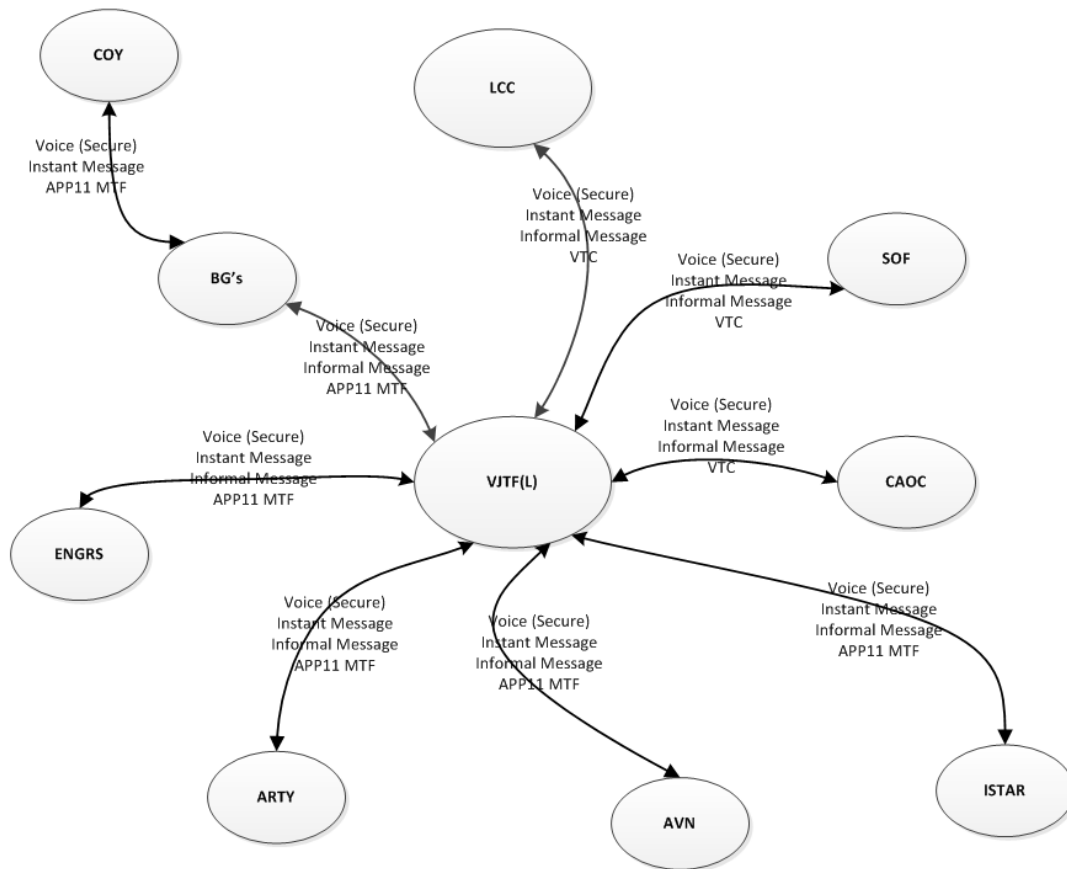 COY
LCC
Voice (Secure)
Instant Message
APP11 MTF
Voice (Secure)
Instant Message
Informal Message
VTC
BG's
SOF
Voice (Secure)
Instant Message
Informal Message
VTC
Voice (Secure)
Instant Message
Informal Message
APP11 MTF
Voice (Secure)
Instant Message
Informal Message
VTC
Voice (Secure)
Instant Message
Informal Message
APP11 MTF
VJTF(L)
CAOC
ENGRS
Voice (Secure)
Instant Message
Informal Message
APP11 MTF
Voice (Secure)
Instant Message
Informal Message
APP11 MTF
Voice (Secure)
Instant Message
Informal Message
APP11 MTF
ARTY
AVN
ISTAR